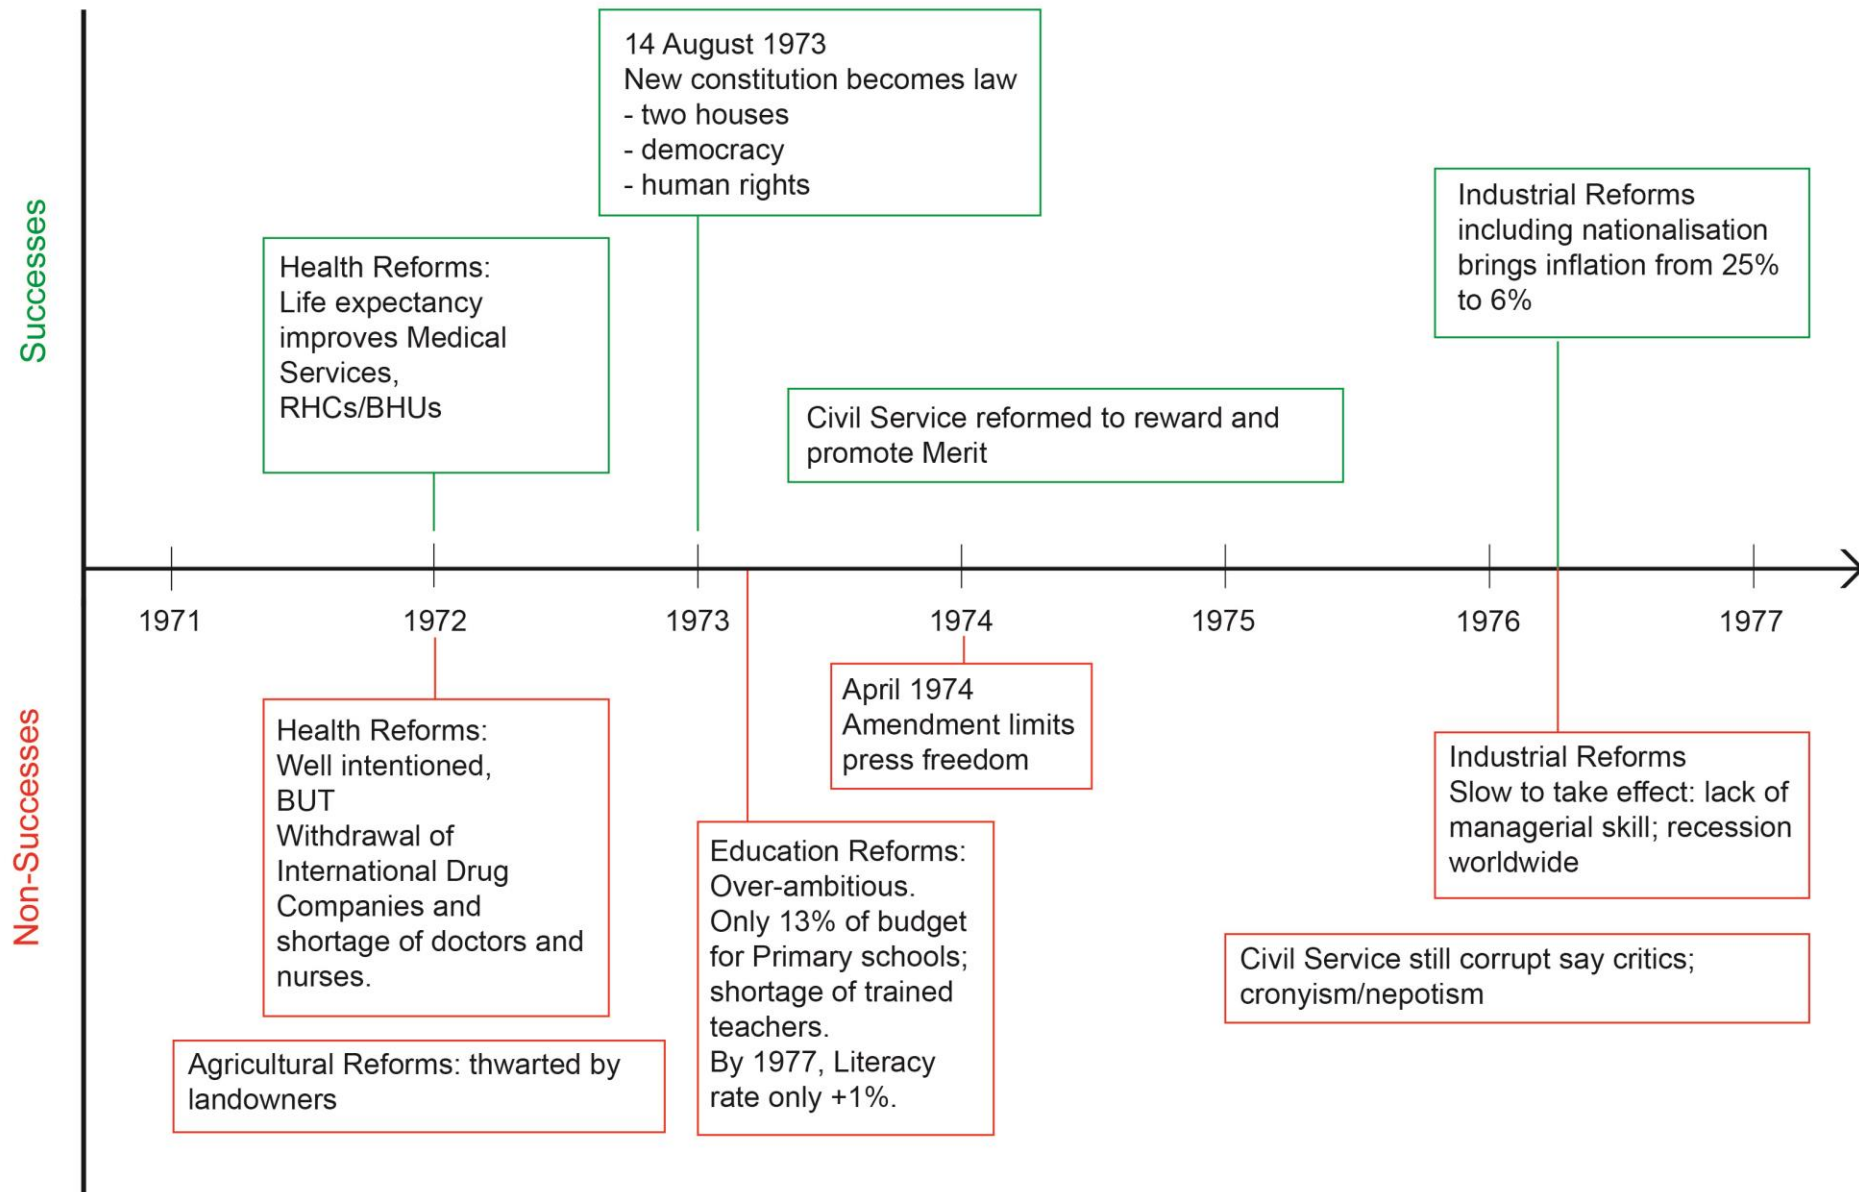 Successes
14 August 1973
New constitution becomes law
- two houses
- democracy
- human rights
Health Reforms:
Life expectancy
improves Medical
Services,
RHCs/BHUs
Industrial Reforms
including nationalisation
brings inflation from 25%
to 6%
Civil Service reformed to reward and
promote Merit
1971 1972 1973 1974 1975 1976 1977
Non-Successes
Health Reforms:
Well intentioned,
BUT
Withdrawal of
International Drug
Companies and
shortage of doctors and
nurses.
Agricultural Reforms: thwarted by
landowners
April 1974
Amendment limits
press freedom
Education Reforms:
Over-ambitious.
Only 13% of budget
for Primary schools;
shortage of trained
teachers.
By 1977, Literacy
rate only +1%.
Industrial Reforms
Slow to take effect: lack of
managerial skill; recession
worldwide
Civil Service still corrupt say critics;
cronyism/nepotism